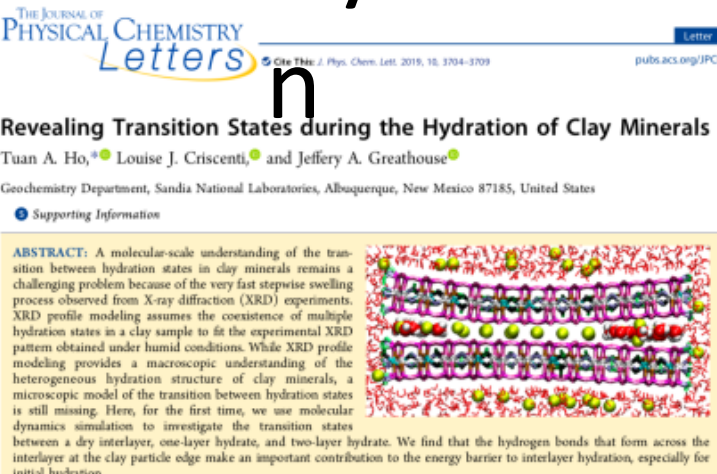 THE JOURNAL OF
PHYSICAL CHEMISTRY
Letters
Letter
Cite This: J. Phys. Chem. Lett. 2019, 10, 3704−3709
pubs.acs.org/JPC
n
Revealing Transition States during the Hydration of Clay Minerals
Tuan A. Ho,* Louise J. Criscenti, and Jeffery A. Greathouse
Geochemistry Department, Sandia National Laboratories, Albuquerque, New Mexico 87185, United States
S Supporting Information
ABSTRACT: A molecular-scale understanding of the tran-
sition between hydration states in clay minerals remains a
challenging problem because of the very fast stepwise swelling
process observed from X-ray diffraction (XRD) experiments.
XRD profile modeling assumes the coexistence of multiple
hydration states in a clay sample to fit the experimental XRD
pattern obtained under humid conditions. While XRD profile
modeling provides a macroscopic understanding of the
heterogeneous hydration structure of clay minerals, a
microscopic model of the transition between hydration states
is still missing. Here, for the first time, we use molecular
dynamics simulation to investigate the transition states
between a dry interlayer, one-layer hydrate, and two-layer hydrate. We find that the hydrogen bonds that form across the
interlayer at the clay particle edge make an important contribution to the energy barrier to interlayer hydration, especially for
initial hydration